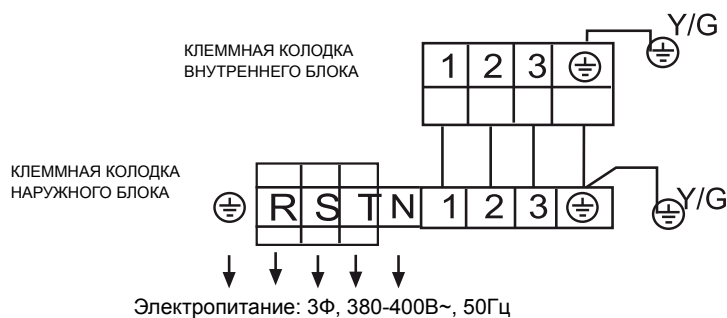 Y/G
КЛЕММНАЯ КОЛОДКА
ВНУТРЕННЕГО БЛОКА
1 2 3
КЛЕММНАЯ КОЛОДКА
НАРУЖНОГО БЛОКА
R S T N 1 2 3
Y/G
Электропитание: 3Ф, 380-400В~, 50Гц